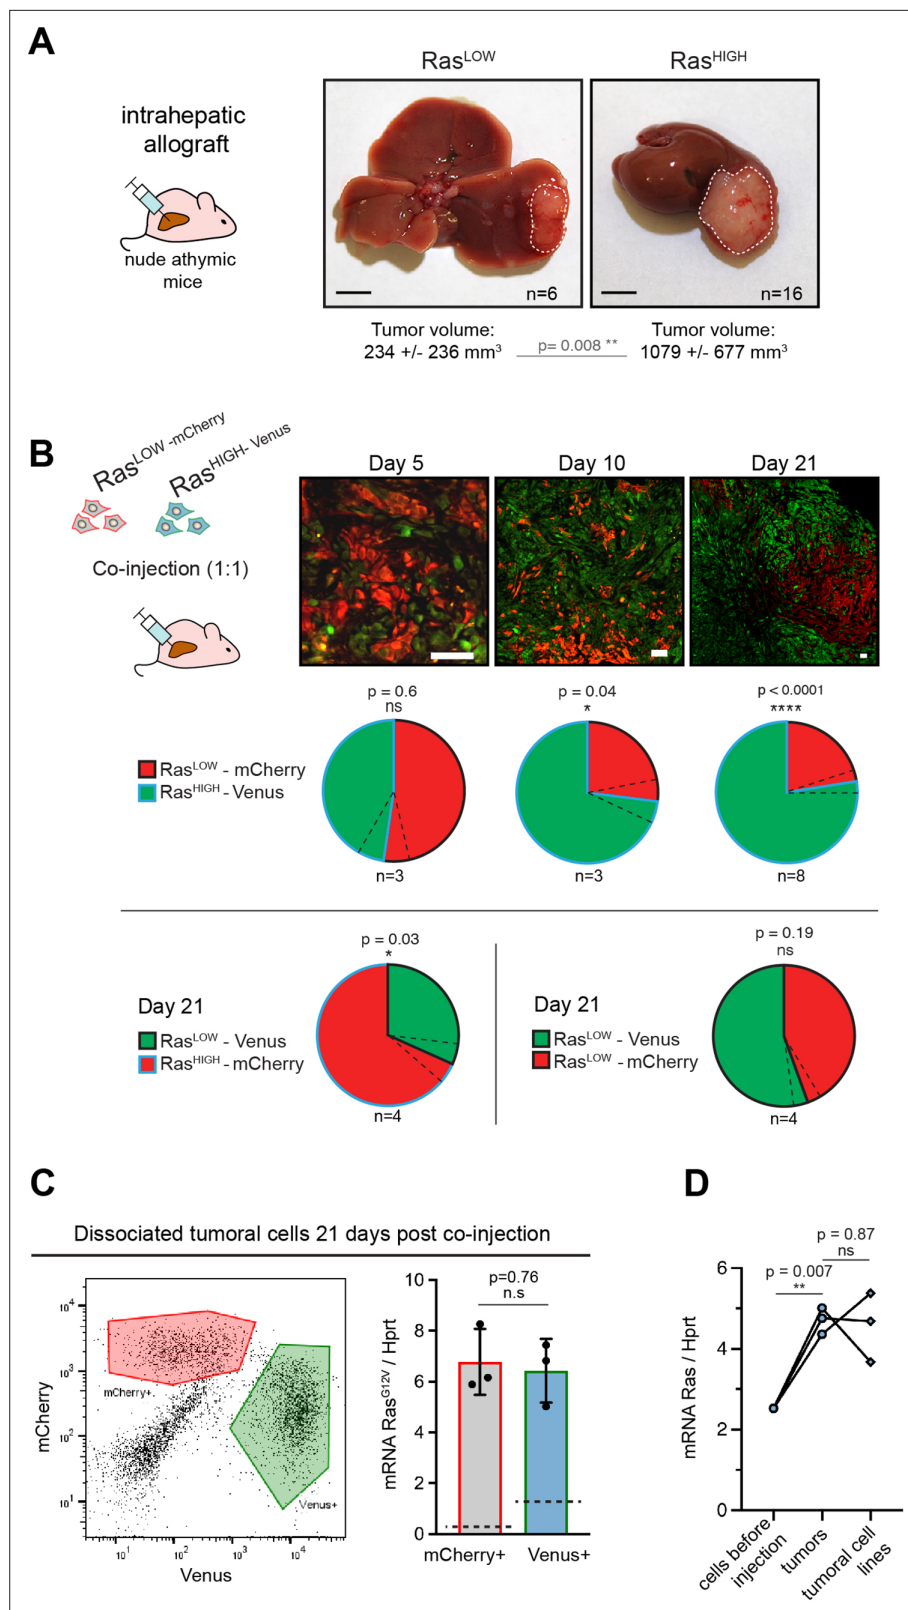 A
Ras^LOW
Ras^HIGH
intrahepatic
allograft
nude athymic
mice
n=6
n=16
Tumor volume:
234 +/- 236 mm³
p= 0.008 **
Tumor volume:
1079 +/- 677 mm³
B
Ras^LOW -mCherry
Ras^HIGH- Venus
Co-injection (1:1)
Day 5
Day 10
Day 21
p = 0.6
ns
p = 0.04
*
p < 0.0001
****
Ras^LOW - mCherry
Ras^HIGH - Venus
n=3
n=3
n=8
Day 21
Ras^LOW - Venus
Ras^HIGH - mCherry
p = 0.03
*
n=4
Day 21
Ras^LOW - Venus
Ras^LOW - mCherry
p = 0.19
ns
n=4
C
Dissociated tumoral cells 21 days post co-injection
mCherry
10⁴
10³
10²
10¹
mCherry+
Venus+
10¹
10²
10³
10⁴
Venus
mRNA Ras^G12V / Hprt
10
8
6
4
2
0
p=0.76
n.s
mCherry+
Venus+
D
p = 0.87
ns
p = 0.007
**
mRNA Ras / Hprt
6
4
2
0
cells before
injection
tumors
tumoral cell
lines